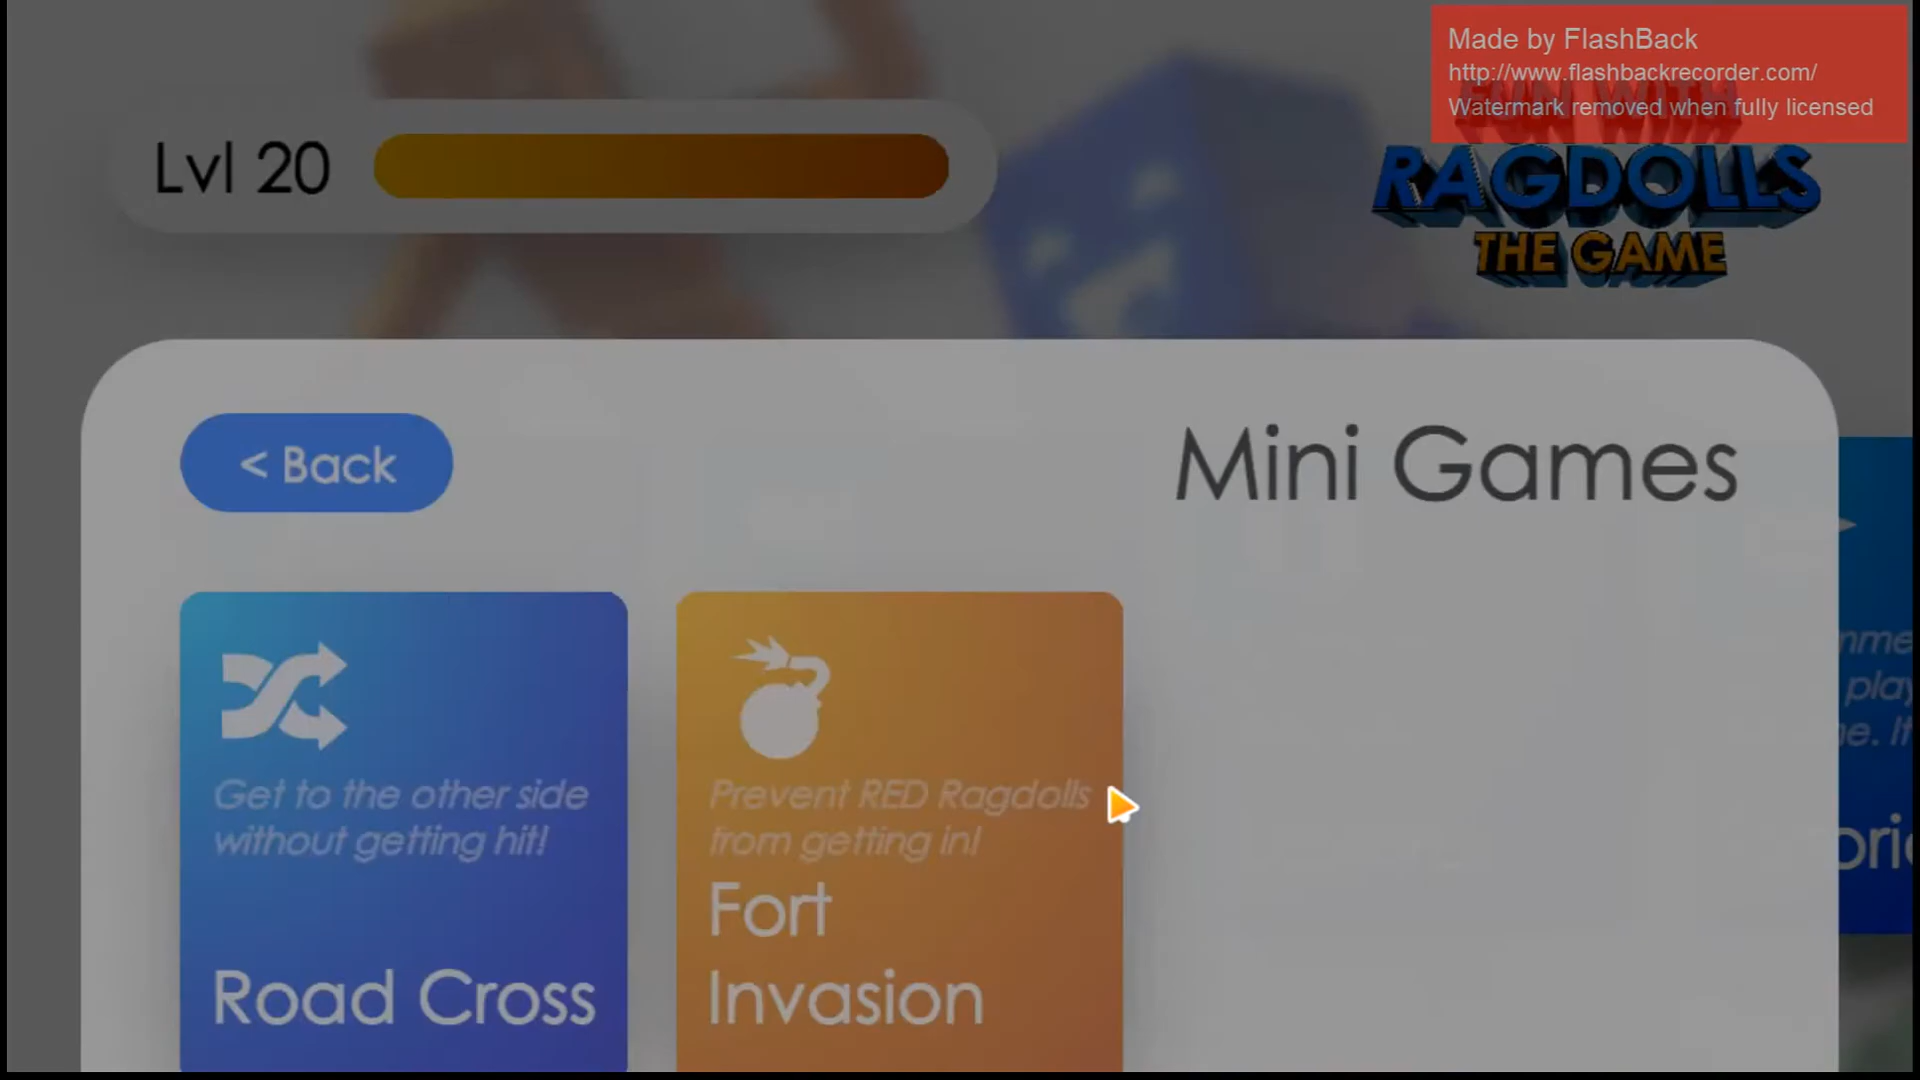 Made by FlashBack
http://www.flashbackrecorder.com/
Watermark removed when fully licensed
FUN WITH
RAGDOLLS
THE GAME
Lvl 20
< Back
Mini Games
Get to the other side
without getting hit!
Road Cross
Prevent RED Ragdolls
from getting in!
Fort
Invasion